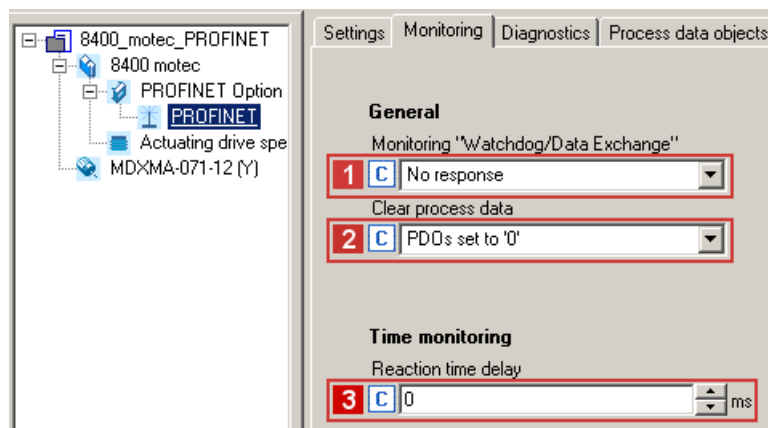 8400_motec_PROFINET
8400 motec
PROFINET Option
PROFINET
Actuating drive spe
MDXMA-071-12 (Y)
Settings Monitoring Diagnostics Process data objects
General
Monitoring "Watchdog/Data Exchange"
1 C No response
Clear process data
2 C PDOs set to '0'
Time monitoring
Reaction time delay
3 C 0 ms